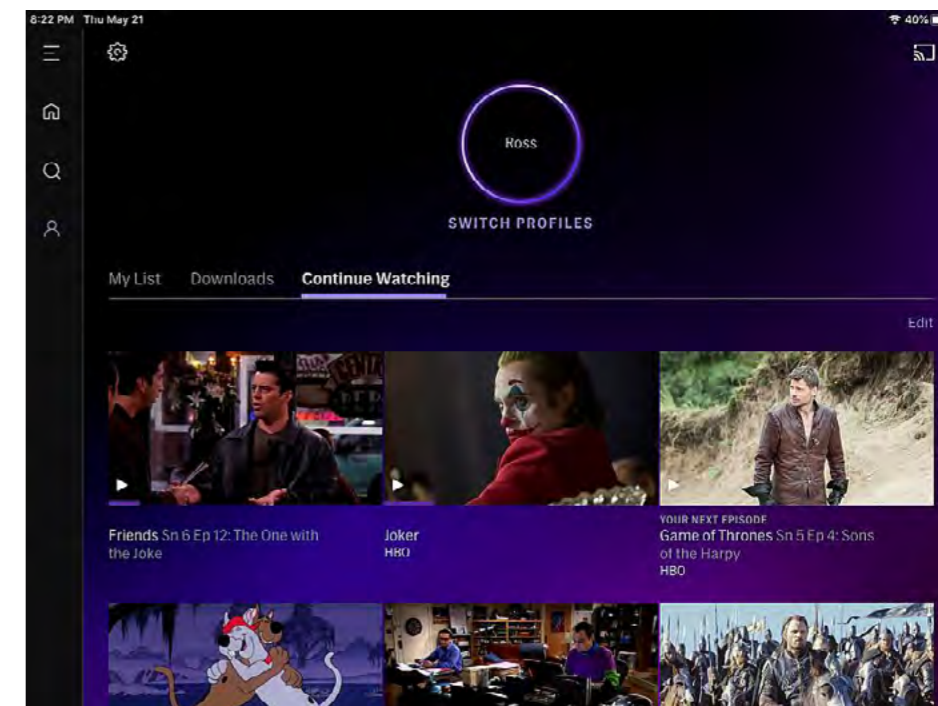 8:22 PM Thu May 21
40%
Ross
SWITCH PROFILES
My List Downloads Continue Watching
Edit
Friends Sn 6 Ep 12: The One with
the Joke
Joker
HBO
YOUR NEXT EPISODE
Game of Thrones Sn 5 Ep 4: Sons
of the Harpy
HBO